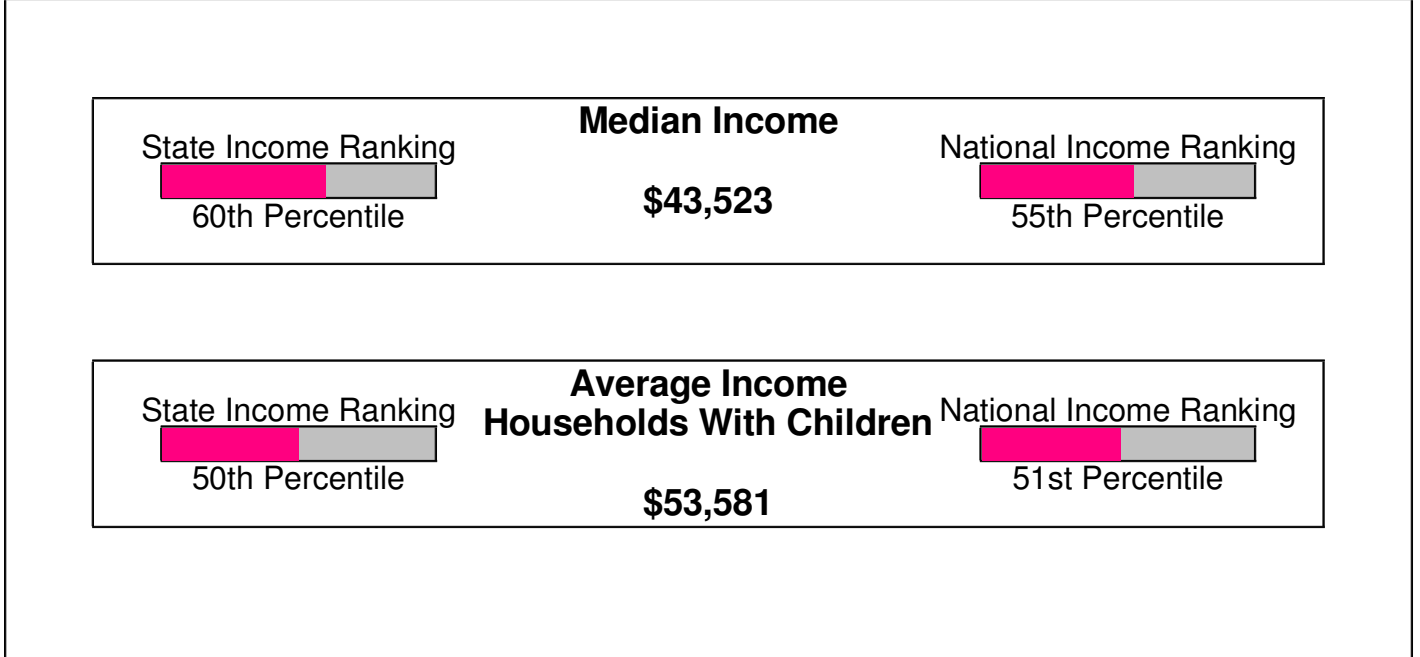 Median Income
State Income Ranking
National Income Ranking
$43,523
60th Percentile
55th Percentile
Average Income
Households With Children
State Income Ranking
National Income Ranking
50th Percentile
51st Percentile
$53,581